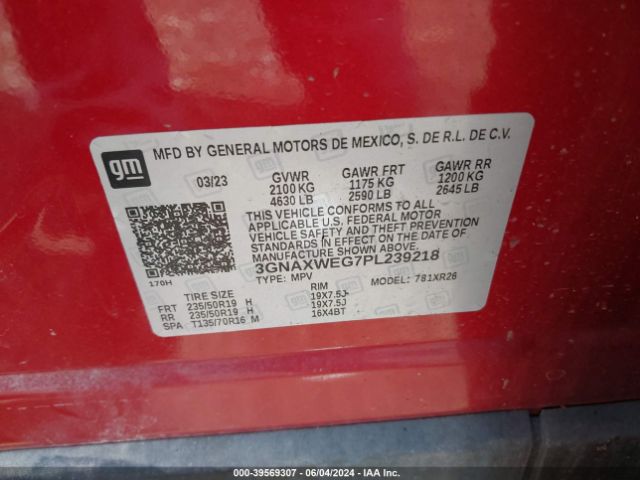 gm
MFD BY GENERAL MOTORS DE MEXICO, S. DE R.L. DE C.V.
03/23 GVWR GAWR FRT GAWR RR
2100 KG 1175 KG 1200 KG
4630 LB 2590 LB 2645 LB
THIS VEHICLE CONFORMS TO ALL
APPLICABLE U.S. FEDERAL MOTOR
VEHICLE SAFETY AND THEFT PREVENTION
STANDARDS IN EFFECT ON THE DATE OF
MANUFACTURE SHOWN ABOVE.
3GNAXWEG7PL239218
170H TYPE: MPV MODEL: 781XR26
TIRE SIZE RIM
FRT 235/50R19 H 19X7.5J
RR 235/50R19 H 19X7.5J
SPA T135/70R16 M 16X4BT
000-39569307 - 06/04/2024 - IAA Inc.